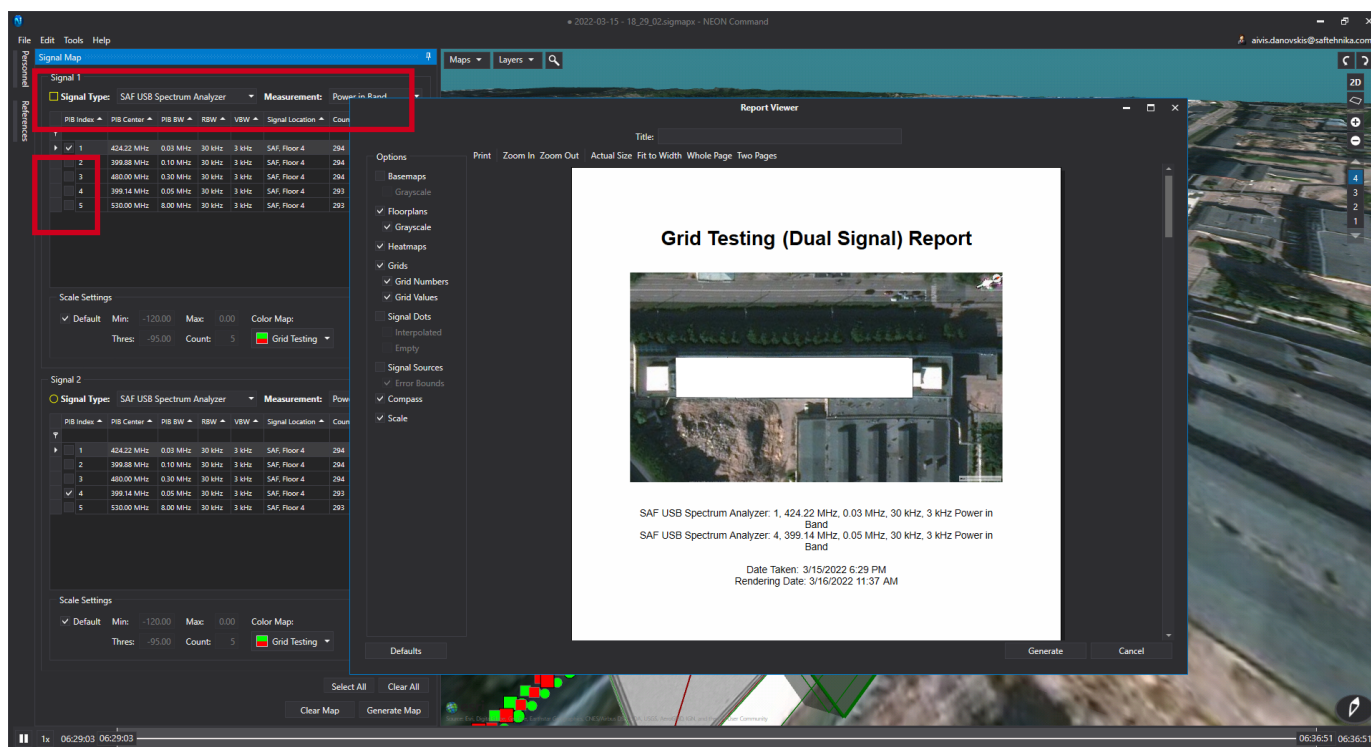 ● 2022-03-15 - 18_29_02.sigmapx - NEON Command
File Edit Tools Help
aivis.danovskis@saftehnika.com
Personnel
References
Signal Map
Maps Layers
2D
4
3
2
1
Signal 1
Signal Type: SAF USB Spectrum Analyzer Measurement: Power in Band
PIB Index PIB Center PIB BW RBW VBW Signal Location Coun
1 424.22 MHz 0.03 MHz 30 kHz 3 kHz SAF, Floor 4 294
2 399.88 MHz 0.10 MHz 30 kHz 3 kHz SAF, Floor 4 294
3 480.00 MHz 0.30 MHz 30 kHz 3 kHz SAF, Floor 4 294
4 399.14 MHz 0.05 MHz 30 kHz 3 kHz SAF, Floor 4 293
5 530.00 MHz 8.00 MHz 30 kHz 3 kHz SAF, Floor 4 293
Scale Settings
Default Min: -120.00 Max: 0.00 Color Map:
Thres: -95.00 Count: 5 Grid Testing
Signal 2
Signal Type: SAF USB Spectrum Analyzer Measurement: Pow
PIB Index PIB Center PIB BW RBW VBW Signal Location Coun
1 424.22 MHz 0.03 MHz 30 kHz 3 kHz SAF, Floor 4 294
2 399.88 MHz 0.10 MHz 30 kHz 3 kHz SAF, Floor 4 294
3 480.00 MHz 0.30 MHz 30 kHz 3 kHz SAF, Floor 4 294
4 399.14 MHz 0.05 MHz 30 kHz 3 kHz SAF, Floor 4 293
5 530.00 MHz 8.00 MHz 30 kHz 3 kHz SAF, Floor 4 293
Scale Settings
Default Min: -120.00 Max: 0.00 Color Map:
Thres: -95.00 Count: 5 Grid Testing
Select All Clear All
Clear Map Generate Map
Report Viewer
Title:
Print Zoom In Zoom Out Actual Size Fit to Width Whole Page Two Pages
Options
Basemaps
Grayscale
Floorplans
Grayscale
Heatmaps
Grids
Grid Numbers
Grid Values
Signal Dots
Interpolated
Empty
Signal Sources
Error Bounds
Compass
Scale
Defaults
Grid Testing (Dual Signal) Report
SAF USB Spectrum Analyzer: 1, 424.22 MHz, 0.03 MHz, 30 kHz, 3 kHz Power in
Band
SAF USB Spectrum Analyzer: 4, 399.14 MHz, 0.05 MHz, 30 kHz, 3 kHz Power in
Band
Date Taken: 3/15/2022 6:29 PM
Rendering Date: 3/16/2022 11:37 AM
Generate Cancel
1x 06:29:03 06:29:03
06:36:51 06:36:51